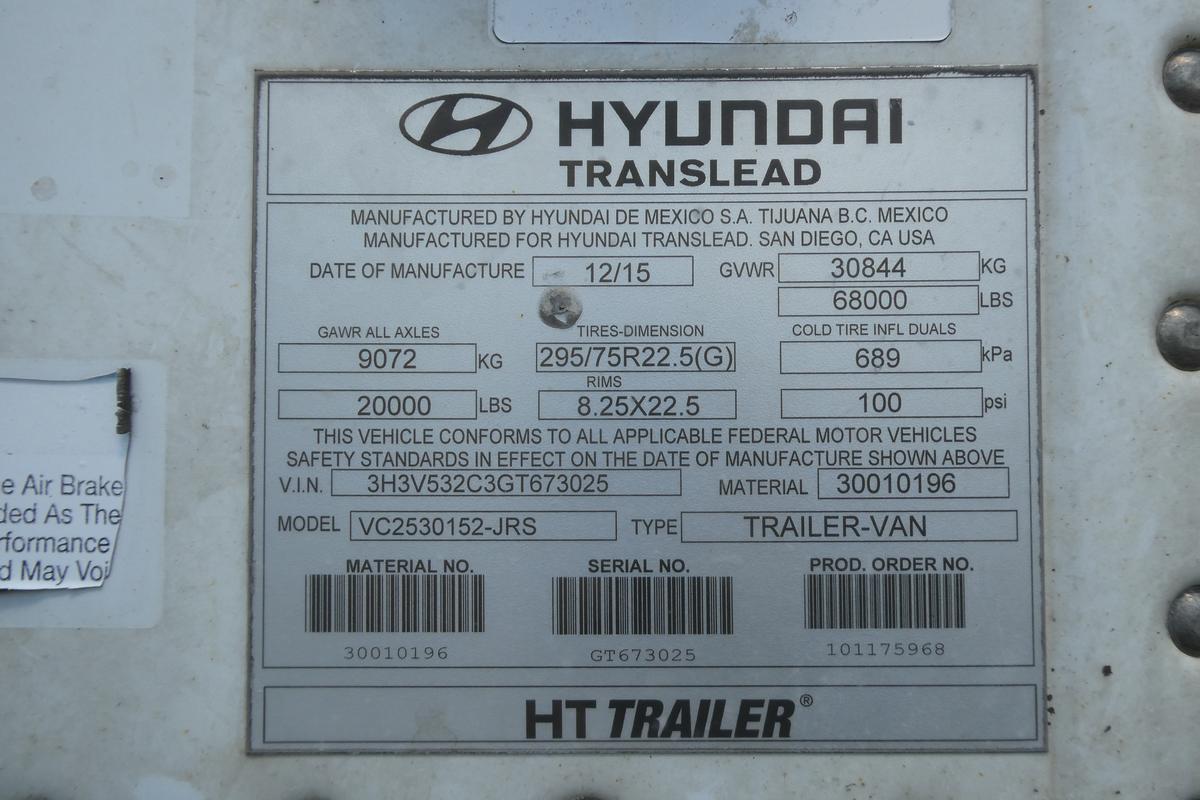 HYUNDAI
TRANSLEAD
MANUFACTURED BY HYUNDAI DE MEXICO S.A. TIJUANA B.C. MEXICO
MANUFACTURED FOR HYUNDAI TRANSLEAD. SAN DIEGO, CA USA
DATE OF MANUFACTURE 12/15 GVWR 30844 KG
68000 LBS
GAWR ALL AXLES TIRES-DIMENSION COLD TIRE INFL DUALS
9072 KG 295/75R22.5(G) 689 kPa
RIMS
20000 LBS 8.25X22.5 100 psi
THIS VEHICLE CONFORMS TO ALL APPLICABLE FEDERAL MOTOR VEHICLES
SAFETY STANDARDS IN EFFECT ON THE DATE OF MANUFACTURE SHOWN ABOVE
V.I.N. 3H3V532C3GT673025 MATERIAL 30010196
MODEL VC2530152-JRS TYPE TRAILER-VAN
MATERIAL NO. SERIAL NO. PROD. ORDER NO.
30010196 GT673025 101175968
HT TRAILER®
Air Brake
As The
May